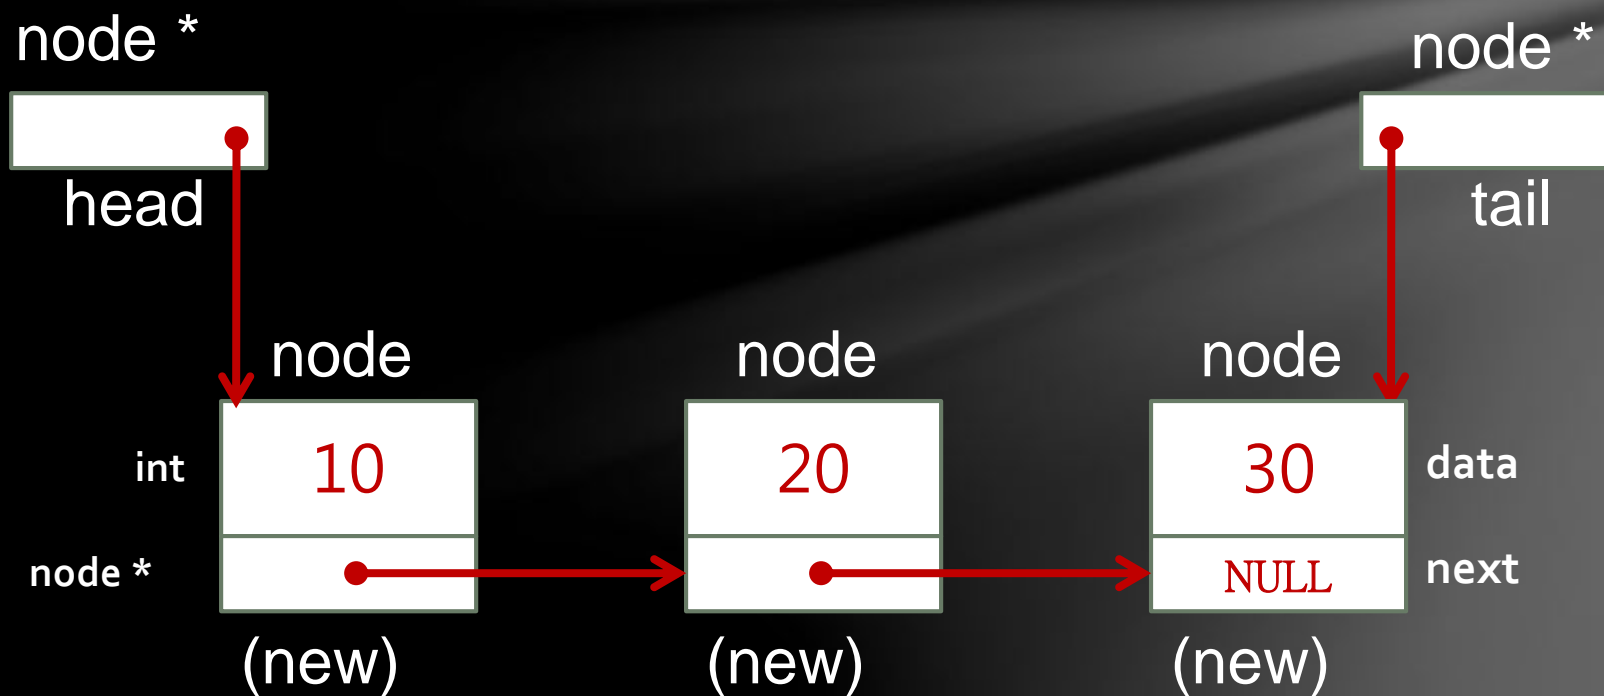 node *
node *
head
tail
node
node
node
int
10
20
30
data
node *
NULL
next
(new)
(new)
(new)